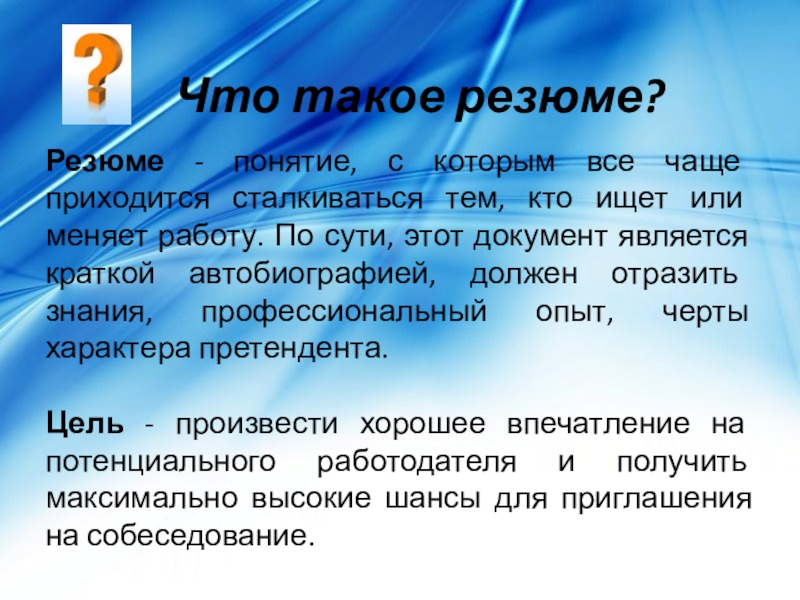 Что такое резюме?
Резюме - понятие, с которым все чаще
приходится сталкиваться тем, кто ищет или
меняет работу. По сути, этот документ является
краткой автобиографией, должен отразить
знания, профессиональный опыт, черты
характера претендента.
Цель - произвести хорошее впечатление на
потенциального работодателя и получить
максимально высокие шансы для приглашения
на собеседование.